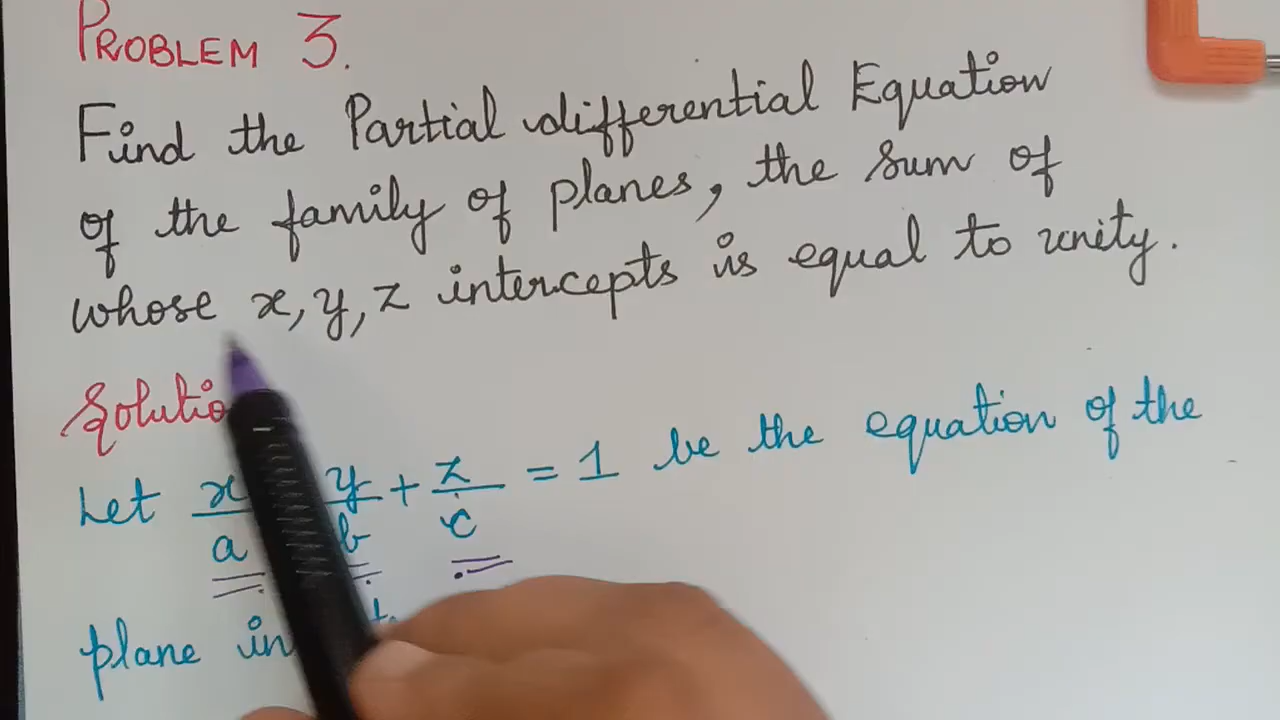 PROBLEM 3.
Find the Partial differential Equation
of the family of planes, the sum of
whose x, y, z intercepts is equal to unity.
Let x/a y/b + z/c = 1 be the equation of the
plane